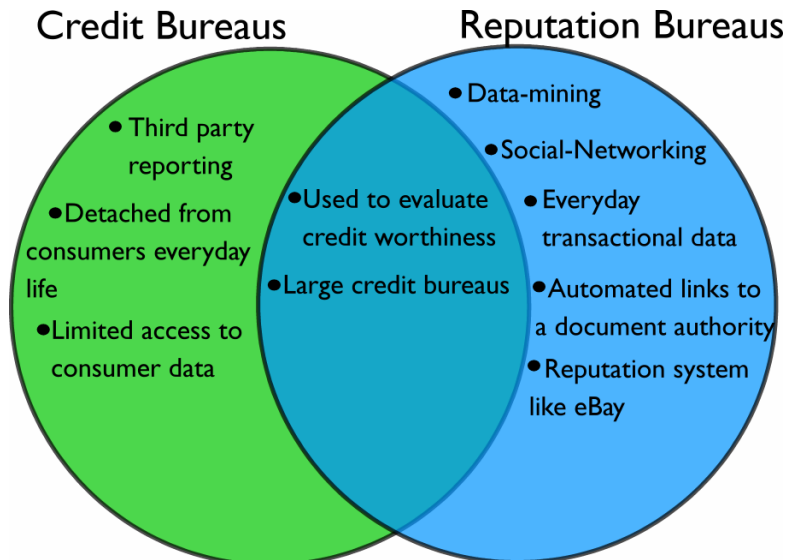 Credit Bureaus
Reputation Bureaus
• Third party
reporting
• Detached from
consumers everyday
life
• Limited access to
consumer data
• Used to evaluate
credit worthiness
• Large credit bureaus
• Data-mining
• Social-Networking
• Everyday
transactional data
• Automated links to
a document authority
• Reputation system
like eBay